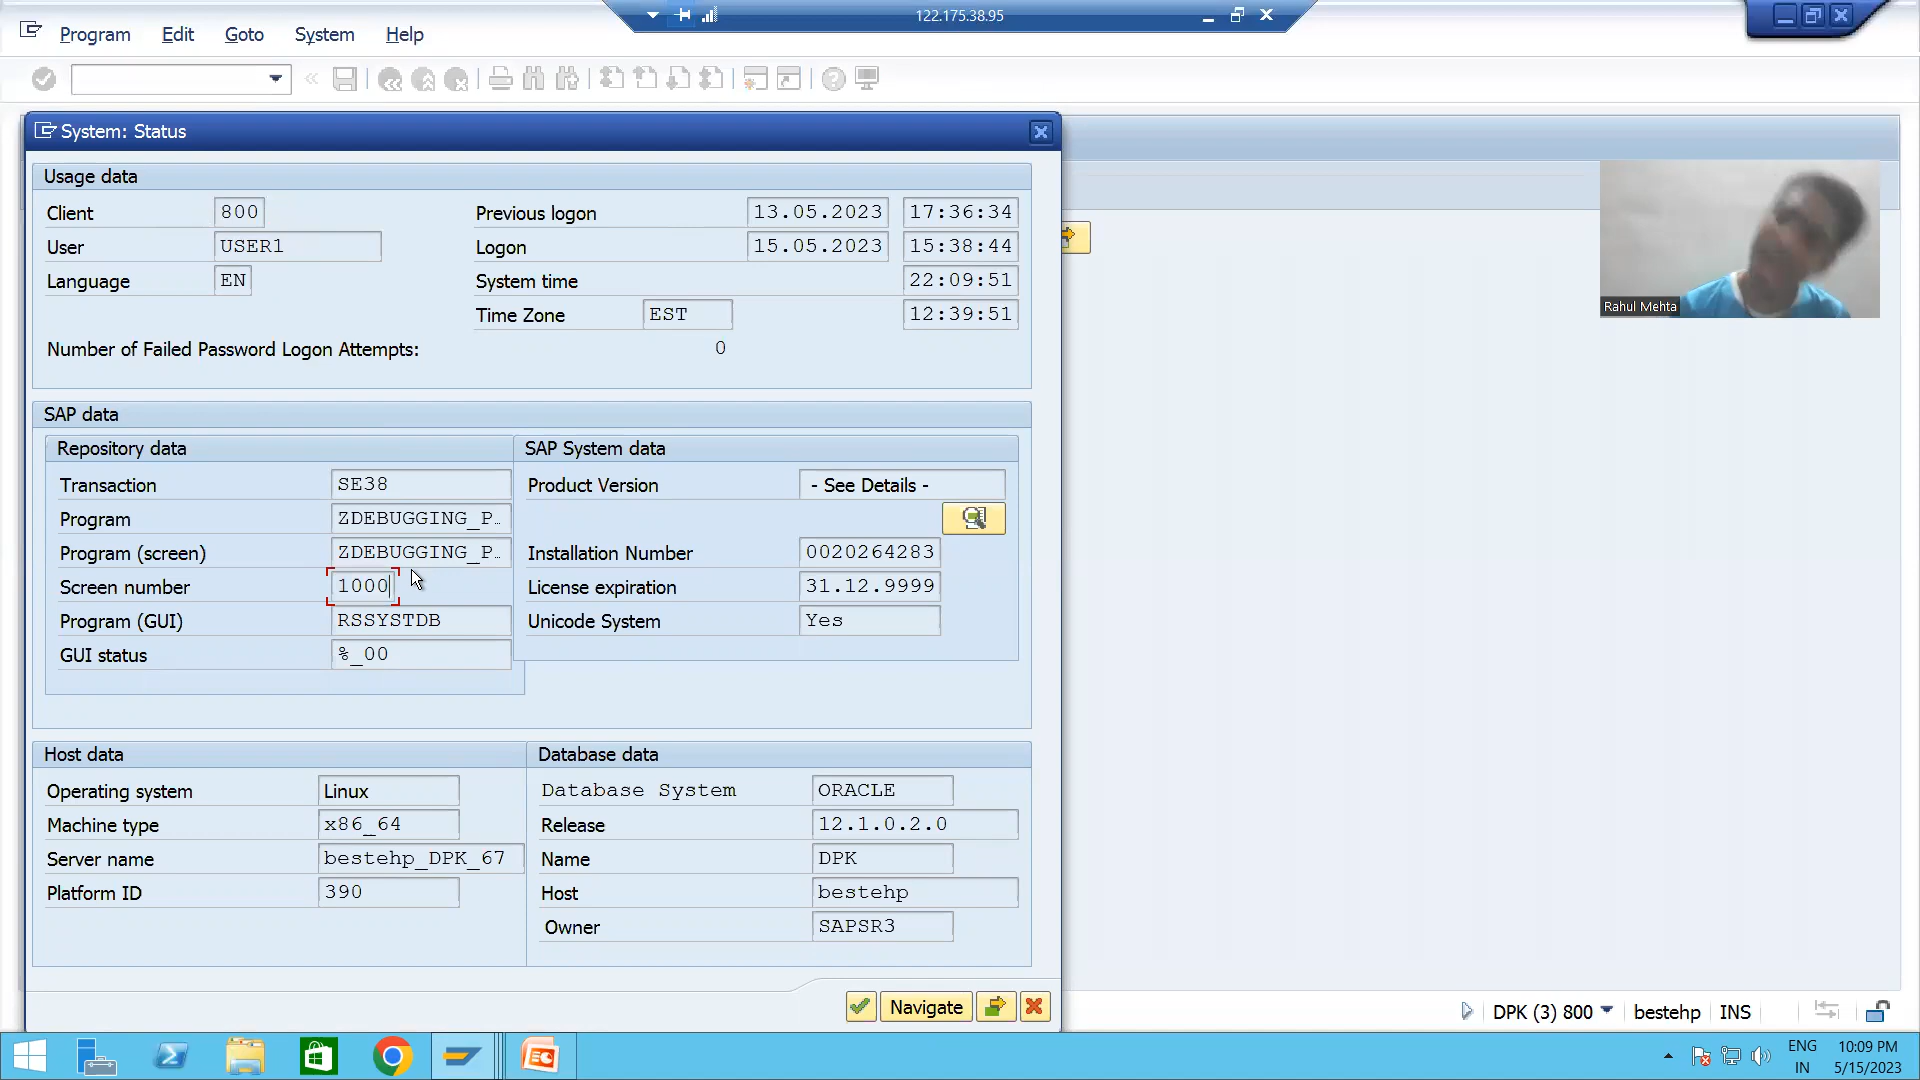 122.175.38.95
Program Edit Goto System Help
System: Status
Usage data
Client 800 Previous logon 13.05.2023 17:36:34
User USER1 Logon 15.05.2023 15:38:44
Language EN System time 22:09:51
Time Zone EST 12:39:51
Number of Failed Password Logon Attempts: 0
Rahul Mehta
SAP data
Repository data SAP System data
Transaction SE38 Product Version - See Details -
Program ZDEBUGGING_P…
Program (screen) ZDEBUGGING_P… Installation Number 0020264283
Screen number 1000 License expiration 31.12.9999
Program (GUI) RSSYSTDB Unicode System Yes
GUI status %_00
Host data Database data
Operating system Linux Database System ORACLE
Machine type x86_64 Release 12.1.0.2.0
Server name bestehp_DPK_67 Name DPK
Platform ID 390 Host bestehp
Owner SAPSR3
Navigate
DPK (3) 800 bestehp INS
ENG 10:09 PM
IN 5/15/2023